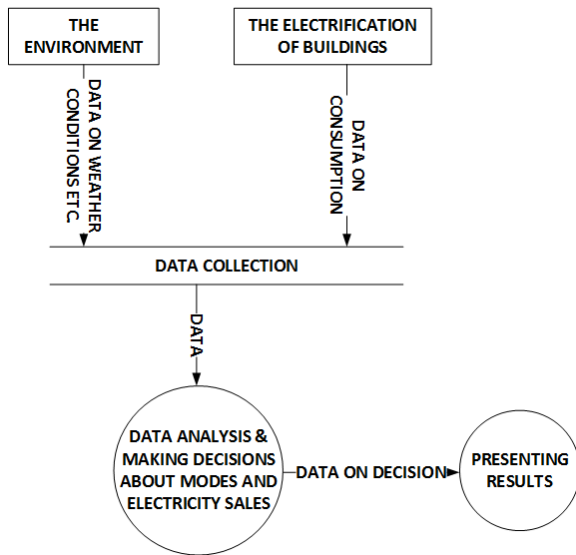 THE
ENVIRONMENT
THE ELECTRIFICATION
OF BUILDINGS
DATA ON WEATHER
CONDITIONS ETC.
DATA ON
CONSUMPTION
DATA COLLECTION
DATA
DATA ANALYSIS &
MAKING DECISIONS
ABOUT MODES AND
ELECTRICITY SALES
DATA ON DECISION
PRESENTING
RESULTS